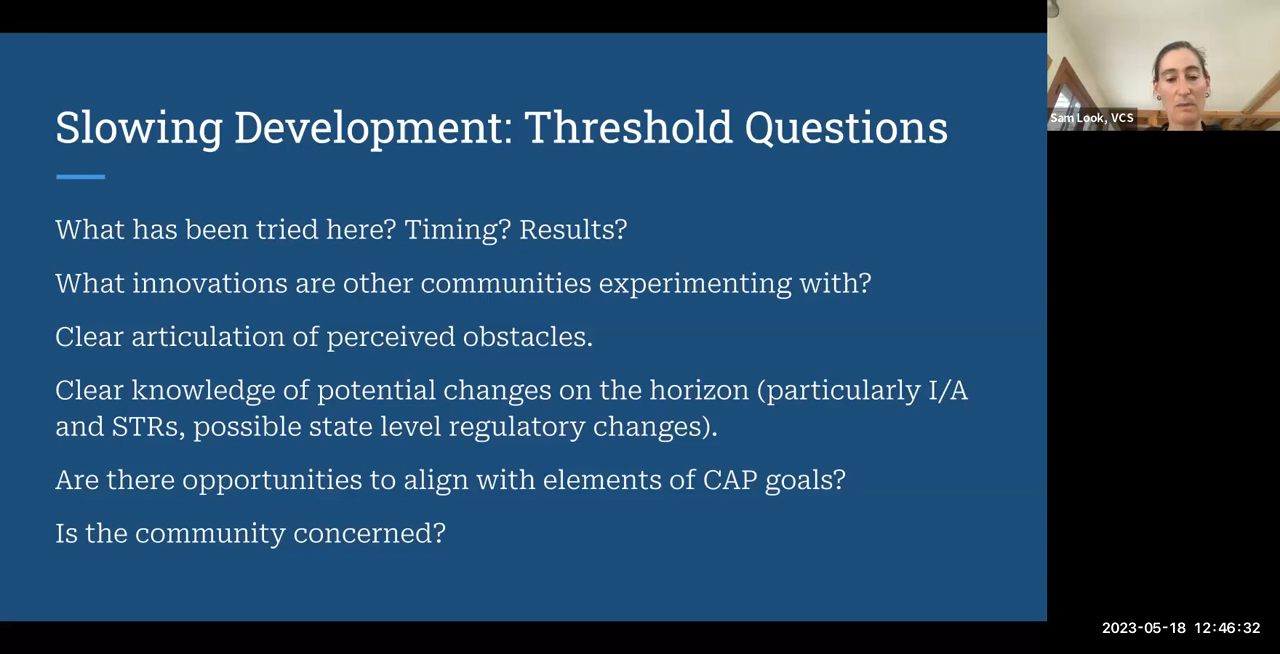 Slowing Development: Threshold Questions
What has been tried here? Timing? Results?
What innovations are other communities experimenting with?
Clear articulation of perceived obstacles.
Clear knowledge of potential changes on the horizon (particularly I/A
and STRs, possible state level regulatory changes).
Are there opportunities to align with elements of CAP goals?
Is the community concerned?
Sam Look, VCS
2023-05-18 12:46:32